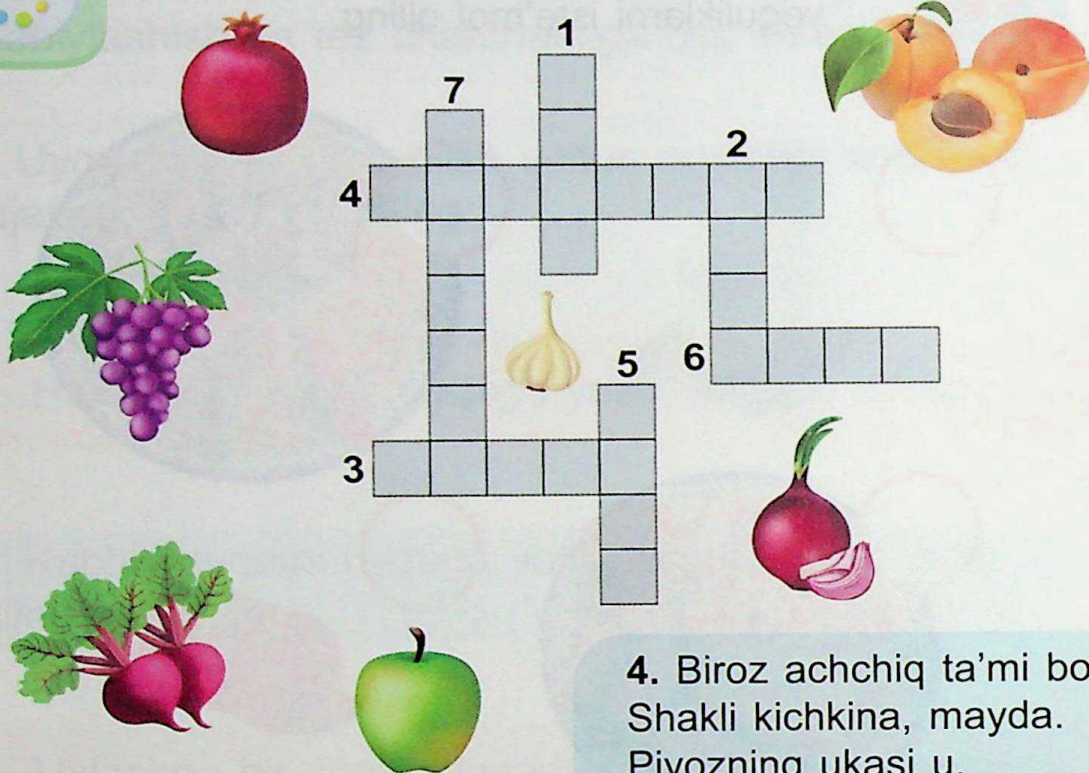 1
7
2
4
5
6
3
4. Biroz achchiq ta'mi bo
Shakli kichkina, mayda.
Piyozning ukasi u.